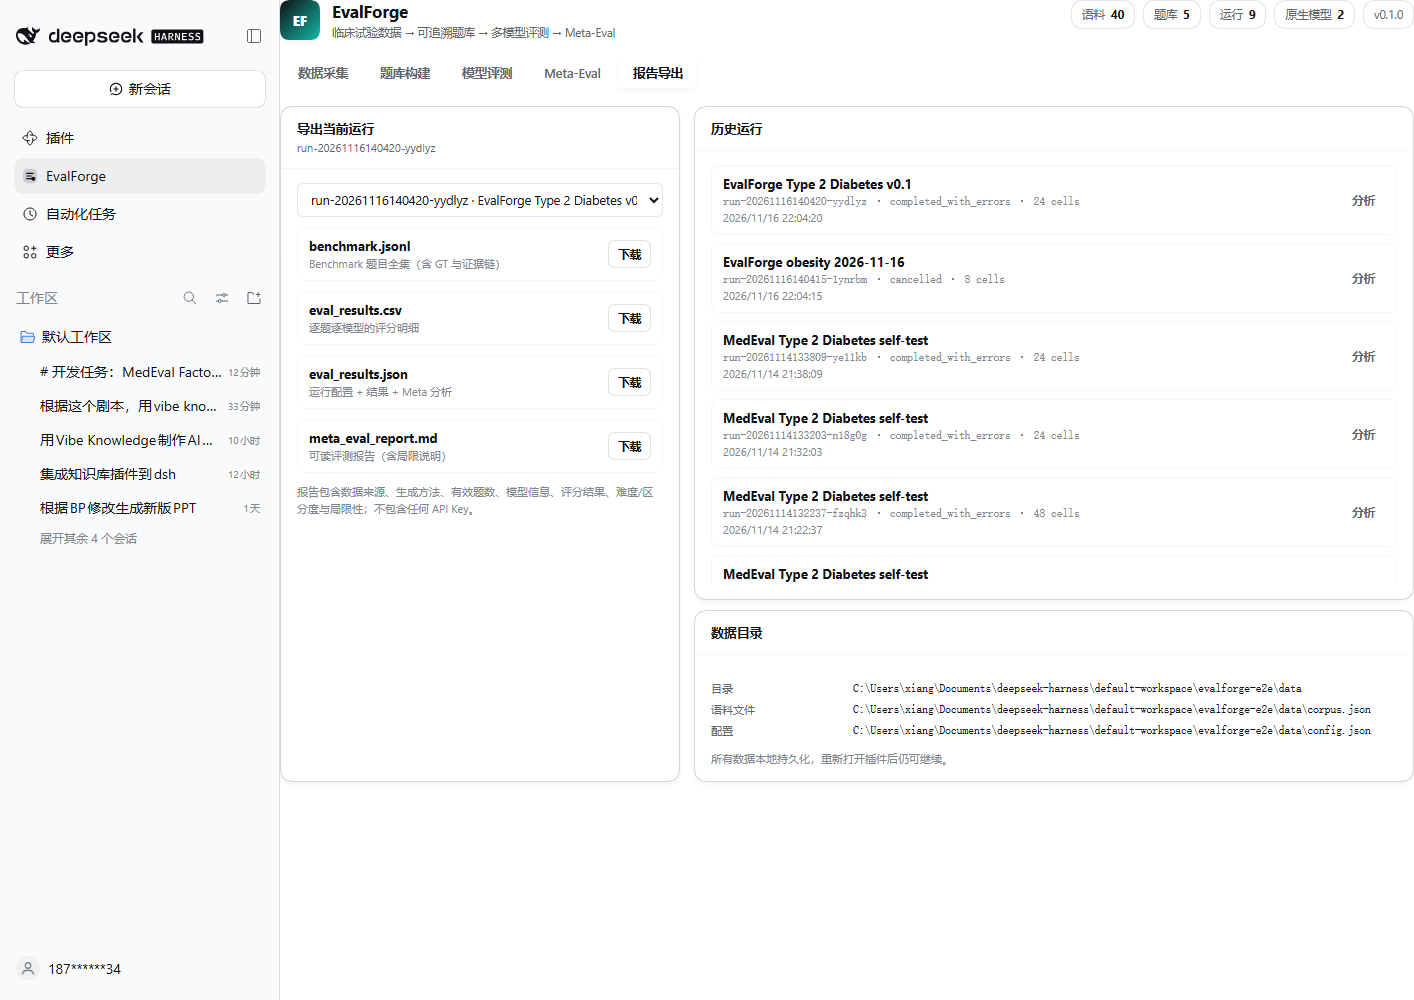 deepseek HARNESS
新会话
插件
EvalForge
自动化任务
更多
工作区
默认工作区
# 开发任务：MedEval Facto... 12分钟
根据这个剧本，用vibe kno... 33分钟
用Vibe Knowledge制作AI... 10小时
集成知识库插件到dsh 12小时
根据BP修改生成新版PPT 1天
展开其余 4 个会话
187******34
EF
EvalForge
临床试验数据 → 可追溯题库 → 多模型评测 → Meta-Eval
语料 40
题库 5
运行 9
原生模型 2
v0.1.0
数据采集
题库构建
模型评测
Meta-Eval
报告导出
导出当前运行
run-20261116140420-yydlyz
run-20261116140420-yydlyz · EvalForge Type 2 Diabetes v0
benchmark.jsonl
Benchmark 题目全集（含 GT 与证据链）
下载
eval_results.csv
逐题逐模型的评分明细
下载
eval_results.json
运行配置 + 结果 + Meta 分析
下载
meta_eval_report.md
可读评测报告（含局限说明）
下载
报告包含数据来源、生成方法、有效题数、模型信息、评分结果、难度/区
分度与局限性；不包含任何 API Key。
历史运行
EvalForge Type 2 Diabetes v0.1
run-20261116140420-yydlyz · completed_with_errors · 24 cells
2026/11/16 22:04:20
分析
EvalForge obesity 2026-11-16
run-20261116140415-1ynrbm · cancelled · 8 cells
2026/11/16 22:04:15
分析
MedEval Type 2 Diabetes self-test
run-20261114133809-ye11kb · completed_with_errors · 24 cells
2026/11/14 21:38:09
分析
MedEval Type 2 Diabetes self-test
run-20261114133203-n18g0g · completed_with_errors · 24 cells
2026/11/14 21:32:03
分析
MedEval Type 2 Diabetes self-test
run-20261114132237-fzqhk3 · completed_with_errors · 48 cells
2026/11/14 21:22:37
分析
MedEval Type 2 Diabetes self-test
数据目录
目录 C:\Users\xiang\Documents\deepseek-harness\default-workspace\evalforge-e2e\data
语料文件 C:\Users\xiang\Documents\deepseek-harness\default-workspace\evalforge-e2e\data\corpus.json
配置 C:\Users\xiang\Documents\deepseek-harness\default-workspace\evalforge-e2e\data\config.json
所有数据本地持久化，重新打开插件后仍可继续。